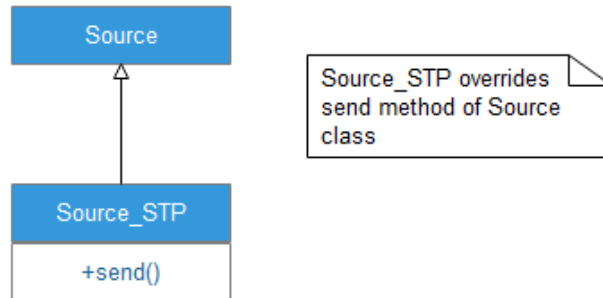 Source
Source_STP overrides
send method of Source
class
Source_STP
+send()